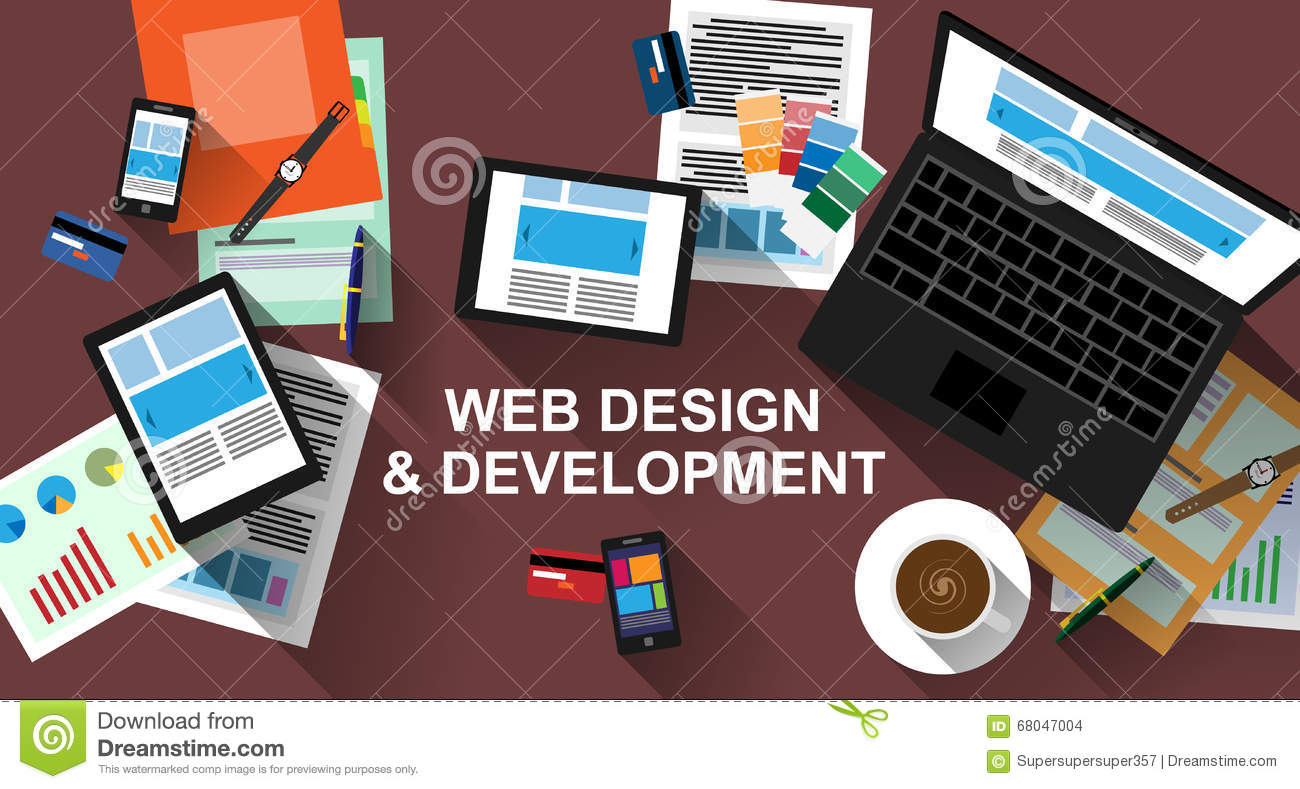 WEB DESIGN
& DEVELOPMENT
Download from
Dreamstime.com
This watermarked comp image is for previewing purposes only.
ID 68047004
© Supersupersuper357 | Dreamstime.com